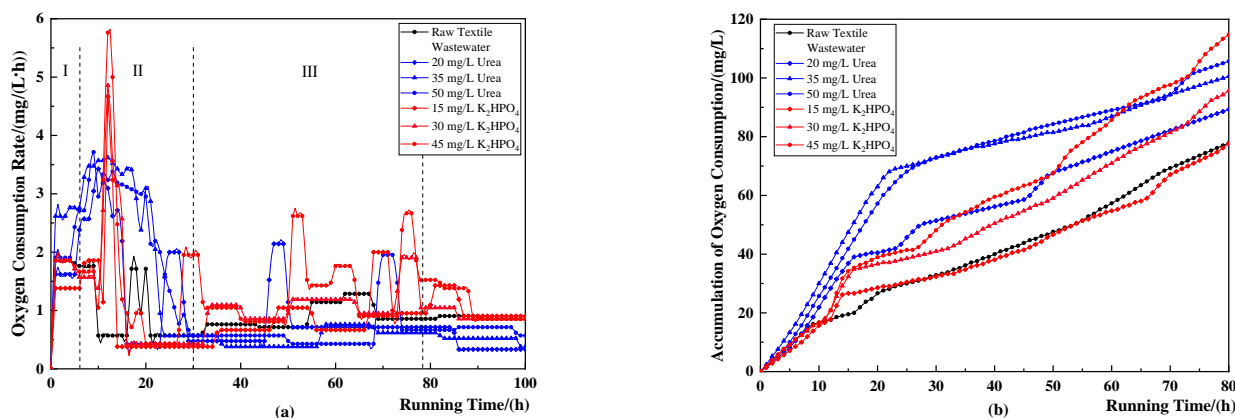 Oxygen Consumption Rate/(mg/(L·h)
6
5
4
3
2
1
0
I
II
III
Raw Textile
Wastewater
20 mg/L Urea
35 mg/L Urea
50 mg/L Urea
15 mg/L K₂HPO₄
30 mg/L K₂HPO₄
45 mg/L K₂HPO₄
0 20 40 60 80 100
(a)
Running Time/(h)
Accumulation of Oxygen Consumption/(mg/L)
120
100
80
60
40
20
0
Raw Textile
Wastewater
20 mg/L Urea
35 mg/L Urea
50 mg/L Urea
15 mg/L K₂HPO₄
30 mg/L K₂HPO₄
45 mg/L K₂HPO₄
0 10 20 30 40 50 60 70 80
(b)
Running Time/(h)